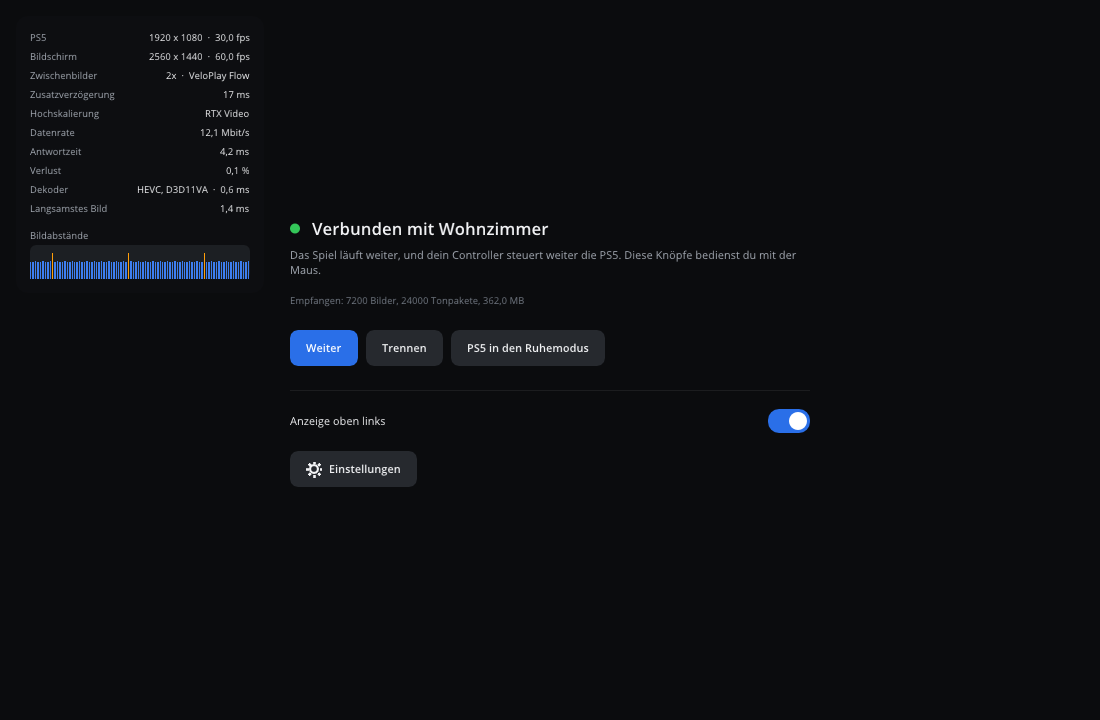 PS5 1920 x 1080 · 30,0 fps
Bildschirm 2560 x 1440 · 60,0 fps
Zwischenbilder 2x · VeloPlay Flow
Zusatzverzögerung 17 ms
Hochskalierung RTX Video
Datenrate 12,1 Mbit/s
Antwortzeit 4,2 ms
Verlust 0,1 %
Dekoder HEVC, D3D11VA · 0,6 ms
Langsamstes Bild 1,4 ms
Bildabstände
Verbunden mit Wohnzimmer
Das Spiel läuft weiter, und dein Controller steuert weiter die PS5. Diese Knöpfe bedienst du mit der
Maus.
Empfangen: 7200 Bilder, 24000 Tonpakete, 362,0 MB
Weiter Trennen PS5 in den Ruhemodus
Anzeige oben links
Einstellungen